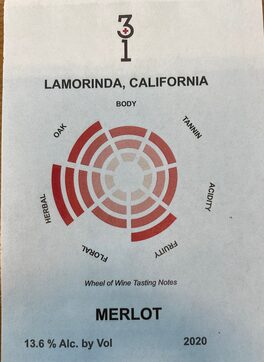 3
1
LAMORINDA, CALIFORNIA
BODY
OAK
TANNIN
HERBAL
ACIDITY
FLORAL
FRUITY
Wheel of Wine Tasting Notes
MERLOT
13.6 % Alc. by Vol 2020